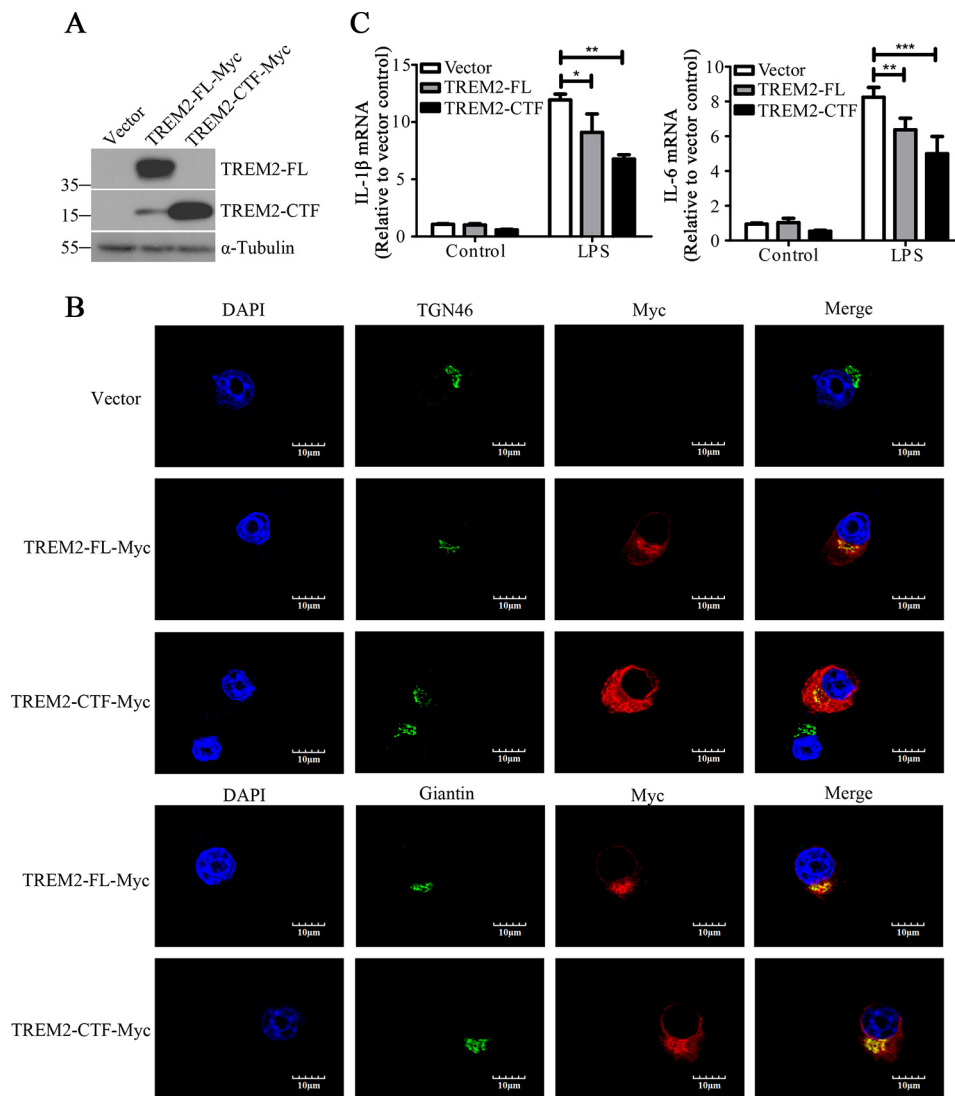 A
Vector
TREM2-FL-Myc
TREM2-CTF-Myc
35
TREM2-FL
15
TREM2-CTF
55
α-Tubulin
C
IL-1β mRNA
(Relative to vector control)
15
10
5
0
Vector
TREM2-FL
TREM2-CTF
**
*
Control
LPS
IL-6 mRNA
(Relative to vector control)
8
6
4
2
0
Vector
TREM2-FL
TREM2-CTF
***
**
Control
LPS
B
DAPI TGN46 Myc Merge
Vector
10μm 10μm 10μm
TREM2-FL-Myc
10μm 10μm 10μm 10μm
TREM2-CTF-Myc
10μm 10μm 10μm 10μm
DAPI Giantin Myc Merge
TREM2-FL-Myc
10μm 10μm 10μm 10μm
TREM2-CTF-Myc
10μm 10μm 10μm 10μm